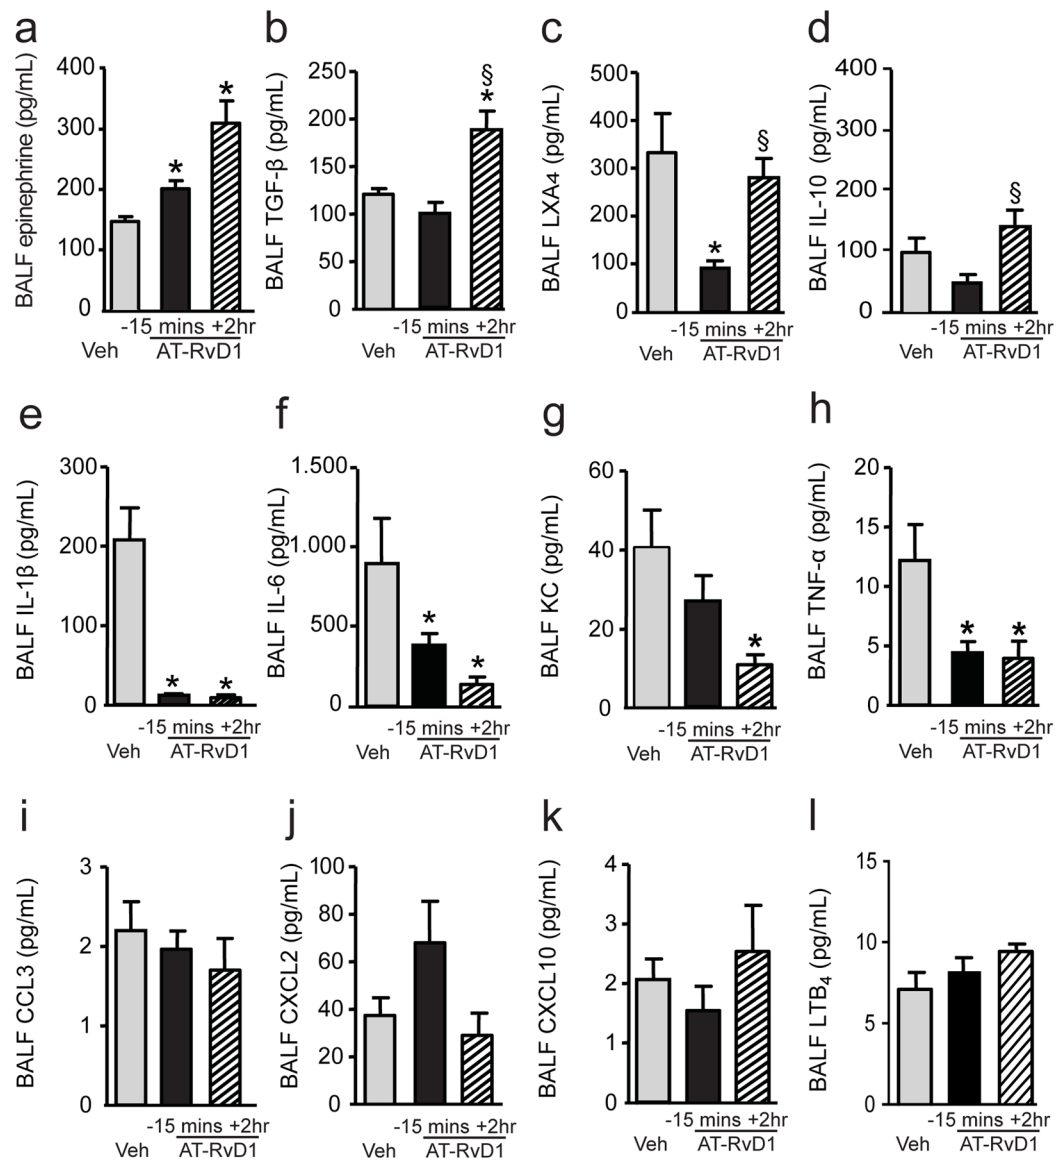 a
BALF epinephrine (pg/mL)
400
300
200
100
0
*
*
-15 mins +2hr
Veh
AT-RvD1
b
BALF TGF-β (pg/mL)
250
200
150
100
50
0
§
*
-15 mins +2hr
Veh
AT-RvD1
c
BALF LXA4 (pg/mL)
500
400
300
200
100
0
*
§
-15 mins +2hr
Veh
AT-RvD1
d
BALF IL-10 (pg/mL)
400
300
200
100
0
§
-15 mins +2hr
Veh
AT-RvD1
e
BALF IL-1β (pg/mL)
300
200
100
0
*
*
-15 mins +2hr
Veh
AT-RvD1
f
BALF IL-6 (pg/mL)
1.500
1.000
500
0
*
*
-15 mins +2hr
Veh
AT-RvD1
g
BALF KC (pg/mL)
60
40
20
0
*
-15 mins +2hr
Veh
AT-RvD1
h
BALF TNF-α (pg/mL)
20
15
10
5
0
*
*
-15 mins +2hr
Veh
AT-RvD1
i
BALF CCL3 (pg/mL)
3
2
1
0
-15 mins +2hr
Veh
AT-RvD1
j
BALF CXCL2 (pg/mL)
100
80
60
40
20
0
-15 mins +2hr
Veh
AT-RvD1
k
BALF CXCL10 (pg/mL)
4
3
2
1
0
-15 mins +2hr
Veh
AT-RvD1
l
BALF LTB4 (pg/mL)
15
10
5
0
-15 mins +2hr
Veh
AT-RvD1